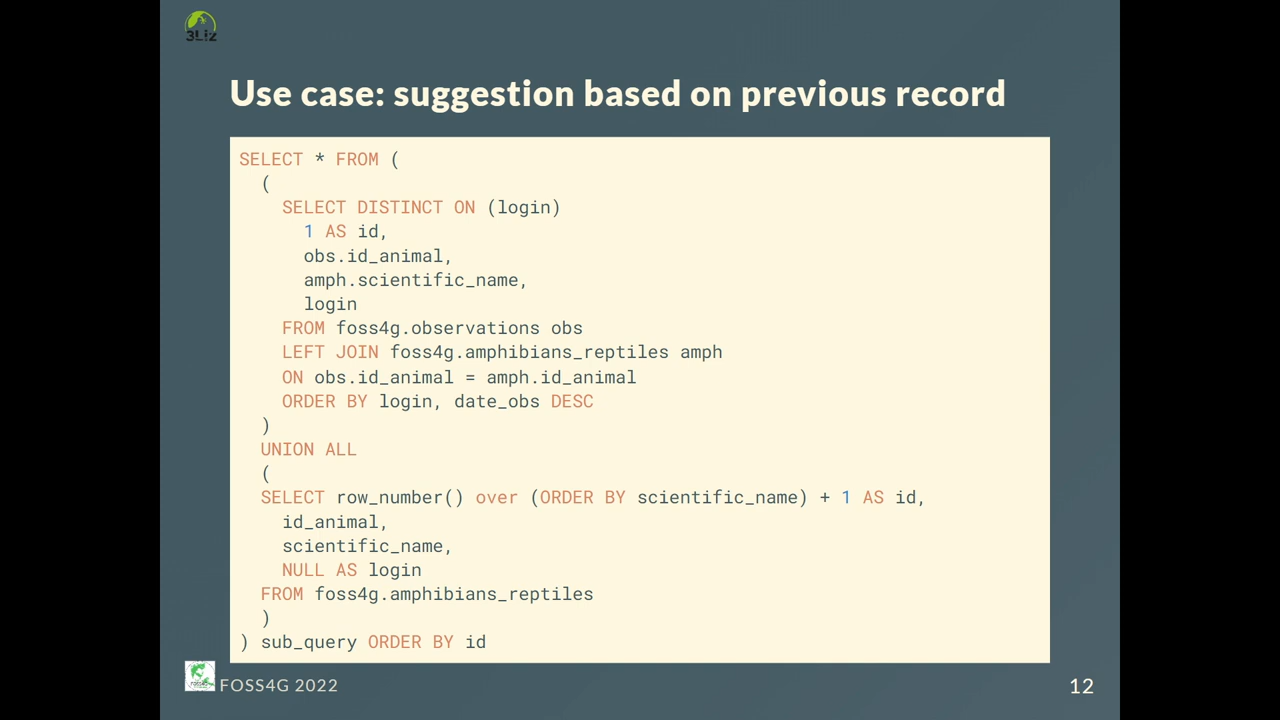 3Liz
Use case: suggestion based on previous record
SELECT * FROM (
  (
    SELECT DISTINCT ON (login)
      1 AS id,
      obs.id_animal,
      amph.scientific_name,
      login
    FROM foss4g.observations obs
    LEFT JOIN foss4g.amphibians_reptiles amph
    ON obs.id_animal = amph.id_animal
    ORDER BY login, date_obs DESC
  )
  UNION ALL
  (
  SELECT row_number() over (ORDER BY scientific_name) + 1 AS id,
    id_animal,
    scientific_name,
    NULL AS login
  FROM foss4g.amphibians_reptiles
  )
) sub_query ORDER BY id
FOSS4G 2022
12